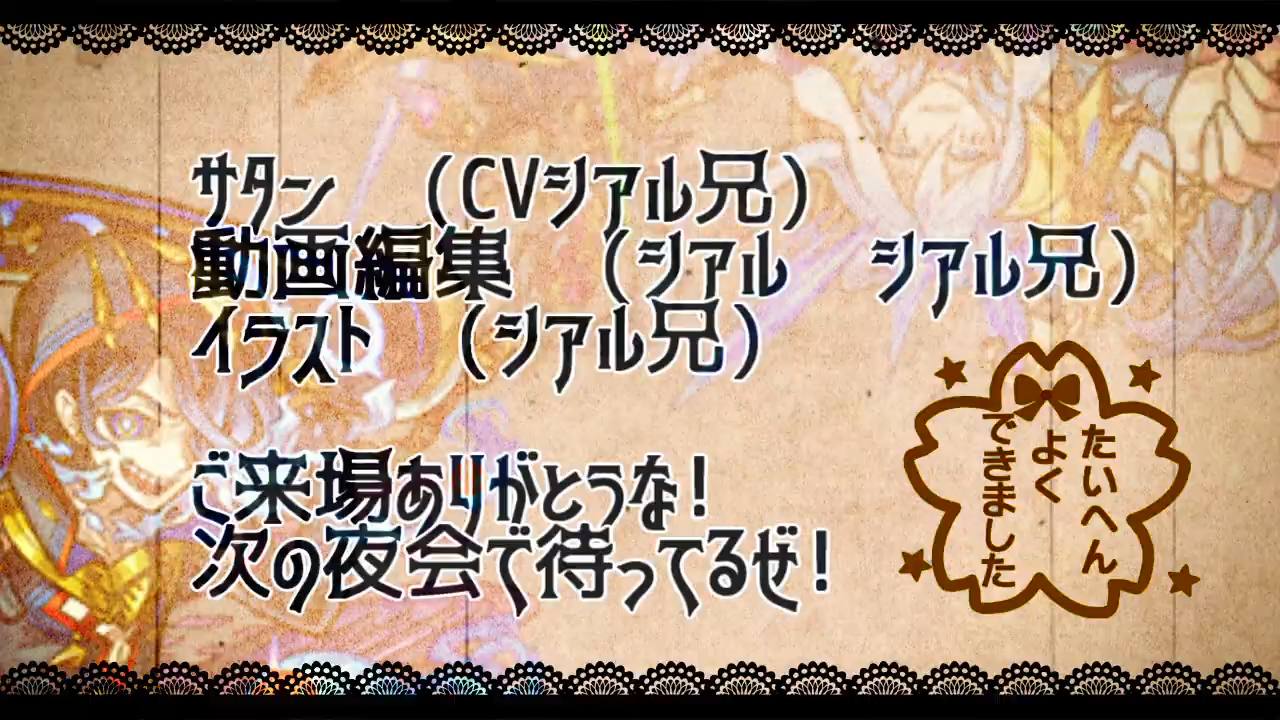 サタン　（CVシアル兄）
動画編集　（シアル　シアル兄）
イラスト　（シアル兄）
ご来場ありがとうな！
次の夜会で待ってるぜ！
たいへん
よく
できました